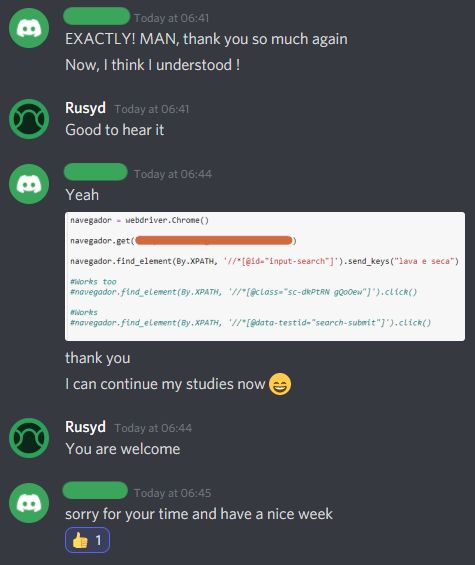 Today at 06:41
EXACTLY! MAN, thank you so much again
Now, I think I understood !
Rusyd Today at 06:41
Good to hear it
Today at 06:44
Yeah
navegador = webdriver.Chrome()
navegador.get( )
navegador.find_element(By.XPATH, '//*[@id="input-search"]').send_keys("lava e seca")
#Works too
#navegador.find_element(By.XPATH, '//*[@class="sc-dkPtRN gQoOew"]').click()
#Works
#navegador.find_element(By.XPATH, '//*[@data-testid="search-submit"]').click()
thank you
I can continue my studies now 😄
Rusyd Today at 06:44
You are welcome
Today at 06:45
sorry for your time and have a nice week
👍 1